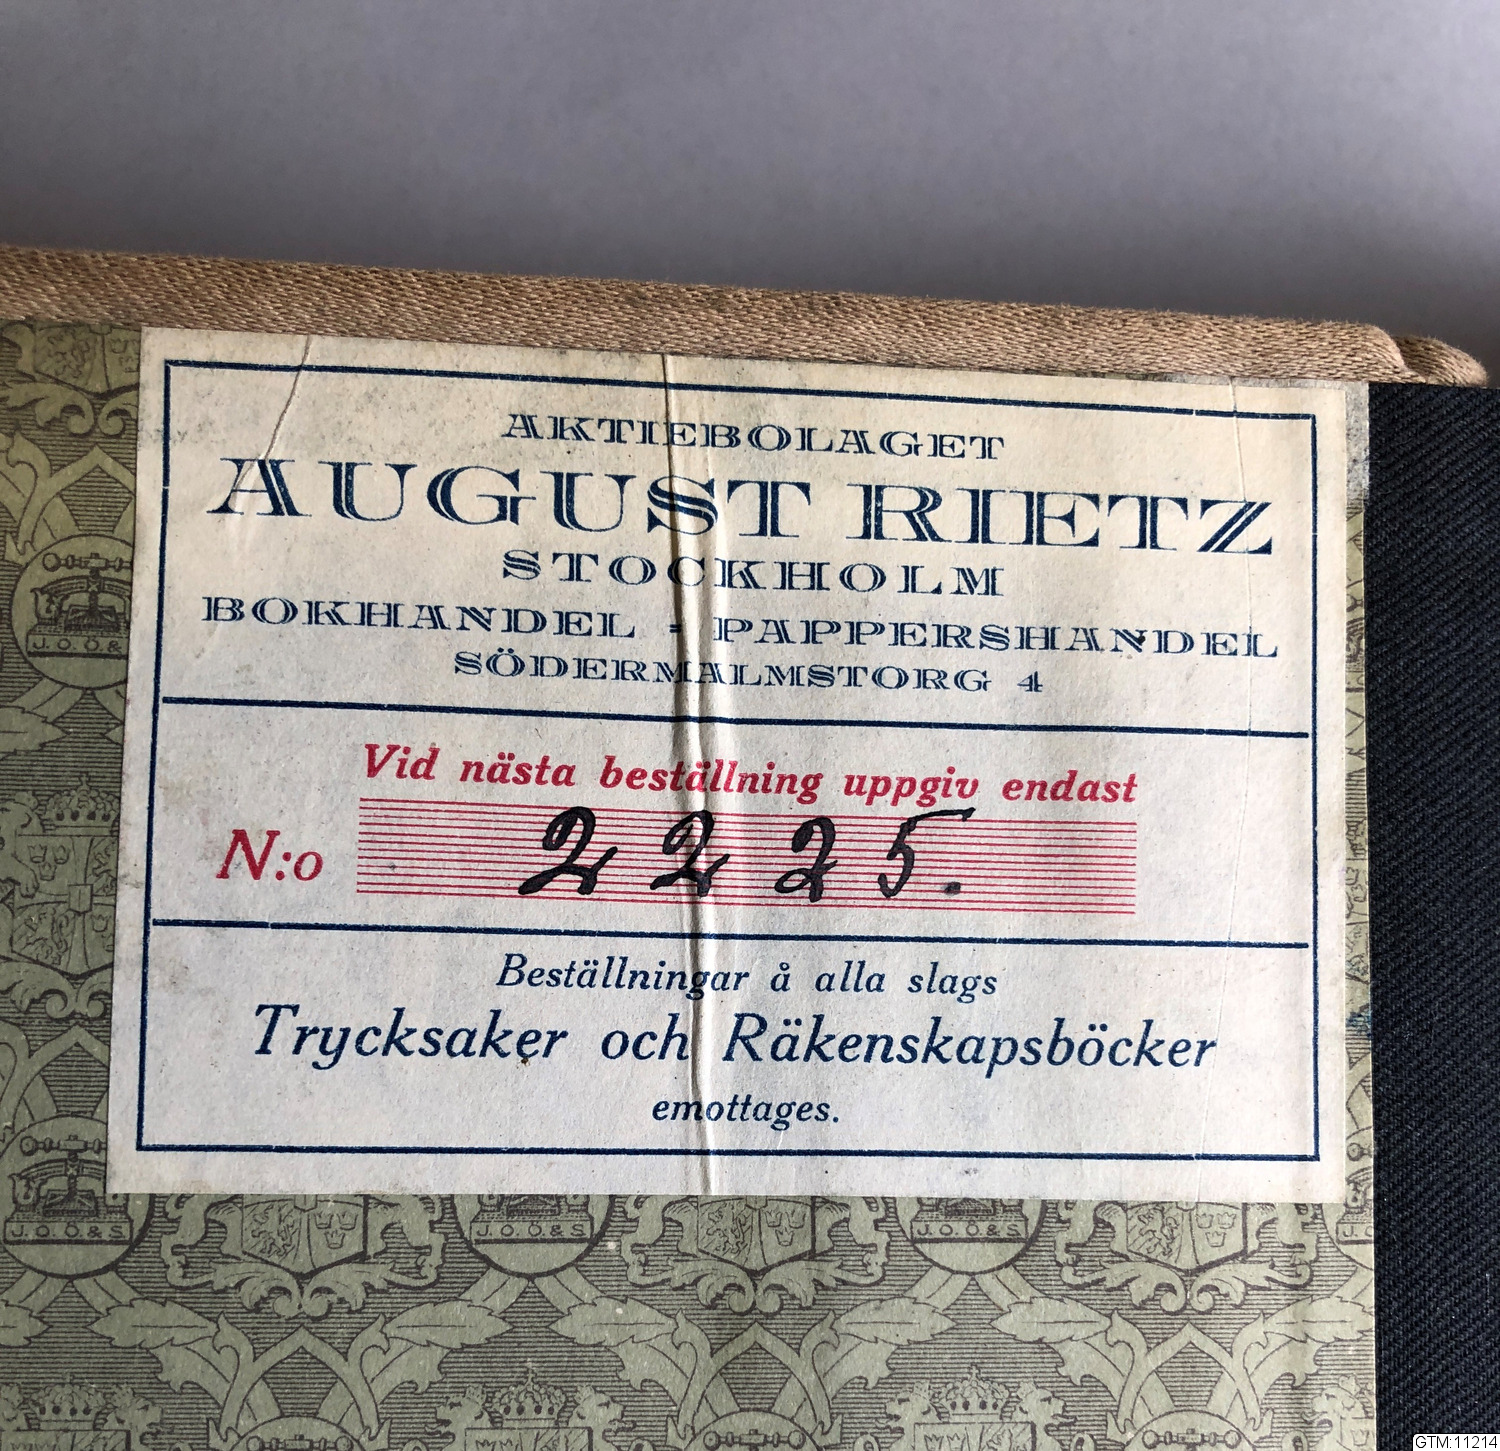 AKTIEBOLAGET
AUGUST RIETZ
STOCKHOLM
BOKHANDEL - PAPPERSHANDEL
SÖDERMALMSTORG 4
Vid nästa beställning uppgiv endast
N:o 2225.
Beställningar å alla slags
Trycksaker och Räkenskapsböcker
emottages.
J.O.Ö.&
J.O.Ö.&S.
J.O.Ö.&S.
J.O.Ö.&S.
GTM:11214